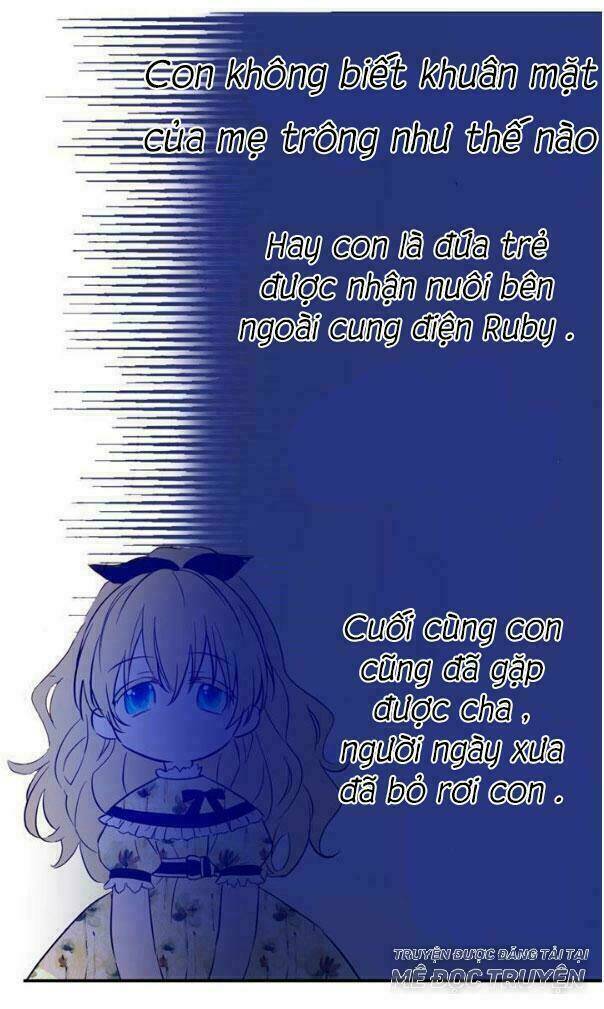 Con không biết khuân mặt
của mẹ trông như thế nào
Hay con là đứa trẻ
được nhận nuôi bên
ngoài cung điện Ruby .
Cuối cùng con
cũng đã gặp
được cha ,
người ngày xưa
đã bỏ rơi con .
TRUYỆN ĐƯỢC ĐĂNG TẢI TẠI
MÊ ĐỌC TRUYỆN